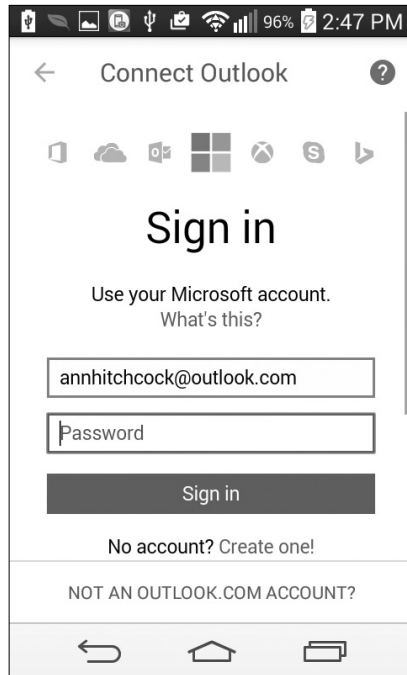 96% 2:47 PM
Connect Outlook ?
Sign in
Use your Microsoft account.
What's this?
annhitchcock@outlook.com
Password
Sign in
No account? Create one!
NOT AN OUTLOOK.COM ACCOUNT?